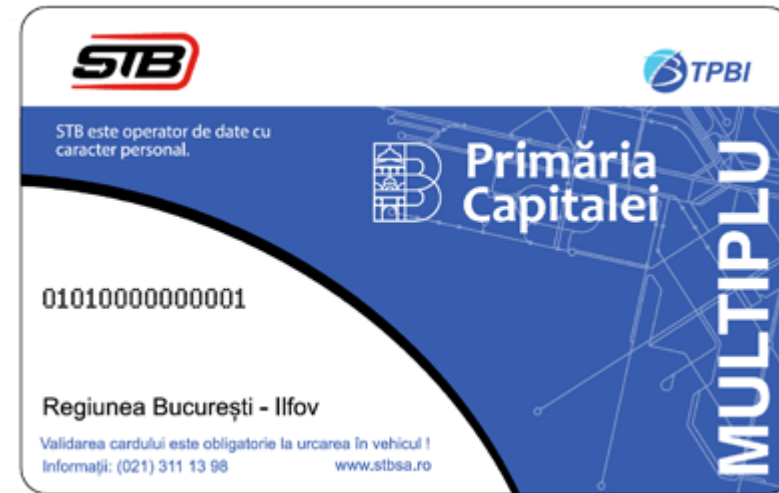 STB
TPBI
STB este operator de date cu
caracter personal.
Primăria
Capitalei
MULTIPLU
01010000000001
Regiunea București - Ilfov
Validarea cardului este obligatorie la urcarea în vehicul !
Informații: (021) 311 13 98 www.stbsa.ro